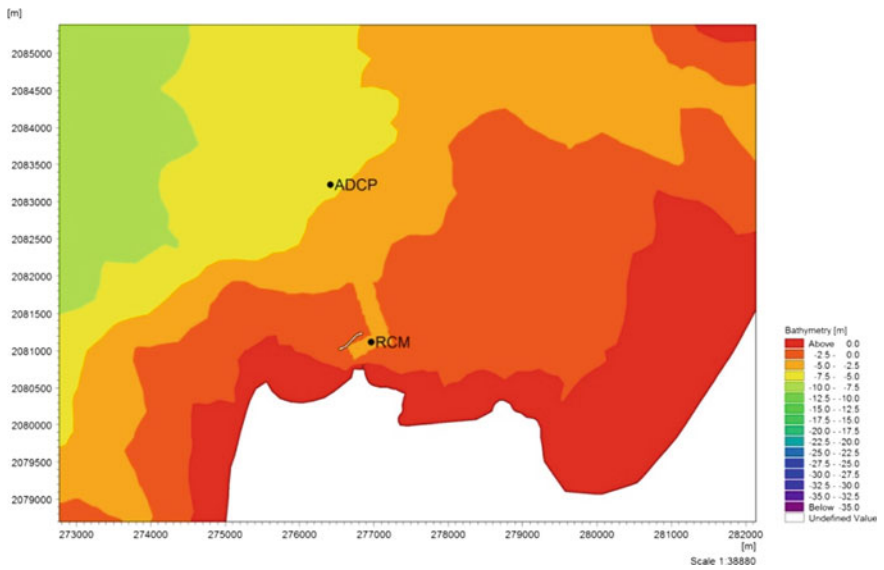 [m]
2085000
2084500
2084000
2083500
2083000
2082500
2082000
2081500
2081000
2080500
2080000
2079500
2079000
ADCP
RCM
273000 274000 275000 276000 277000 278000 279000 280000 281000 282000
[m]
Scale 1:38880
Bathymetry [m]
Above 0.0
-2.5 - 0.0
-5.0 - -2.5
-7.5 - -5.0
-10.0 - -7.5
-12.5 - -10.0
-15.0 - -12.5
-17.5 - -15.0
-20.0 - -17.5
-22.5 - -20.0
-25.0 - -22.5
-27.5 - -25.0
-30.0 - -27.5
-32.5 - -30.0
-35.0 - -32.5
Below -35.0
Undefined Value